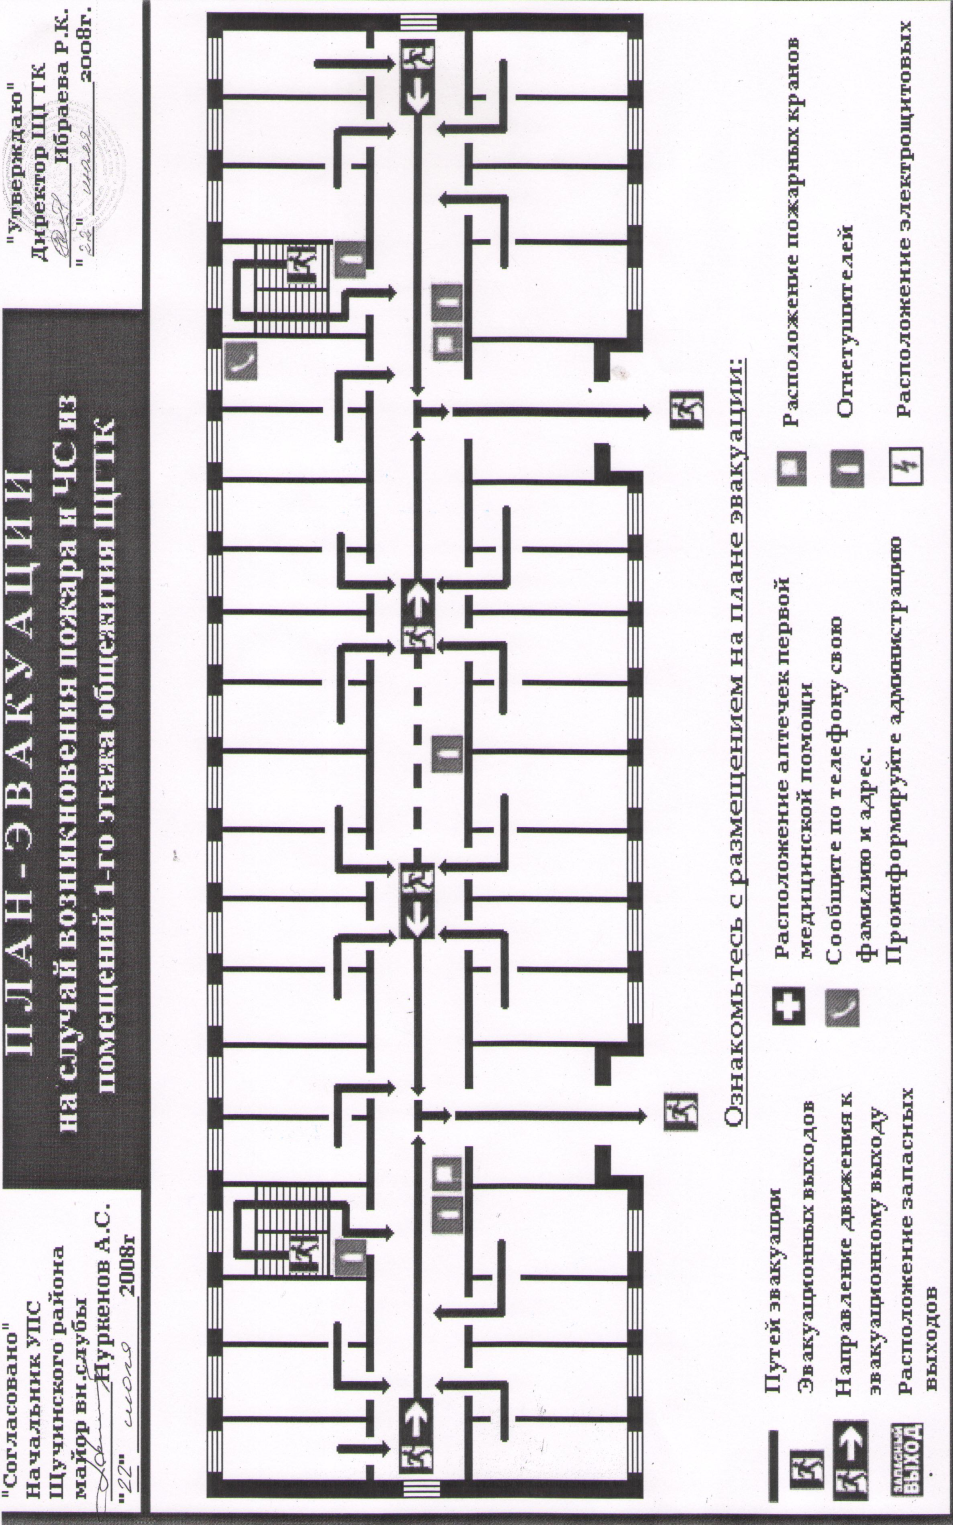 "Согласовано"
Начальник УПС
Щучинского района
майор вн.слубы
Нуркенов А.С.
"22" июля 2008г
ПЛАН-ЭВАКУАЦИИ
на случай возникновения пожара и ЧС из
помещений 1-го этажа общежития ЩГТК
"Утверждаю"
Директор ЩГТК
Ибраева Р.К.
"22" июля 2008г.
Ознакомьтесь с размещением на плане эвакуации:
Путей эвакуации
Эвакуационных выходов
Направление движения к
эвакуационному выходу
ЗАПАСНЫЙ
ВЫХОД
Расположение запасных
выходов
Расположение аптечек первой
медицинской помощи
Сообщите по телефону свою
фамилию и адрес.
Проинформируйте администрацию
Расположение пожарных кранов
Огнетушителей
Расположение электрощитовых